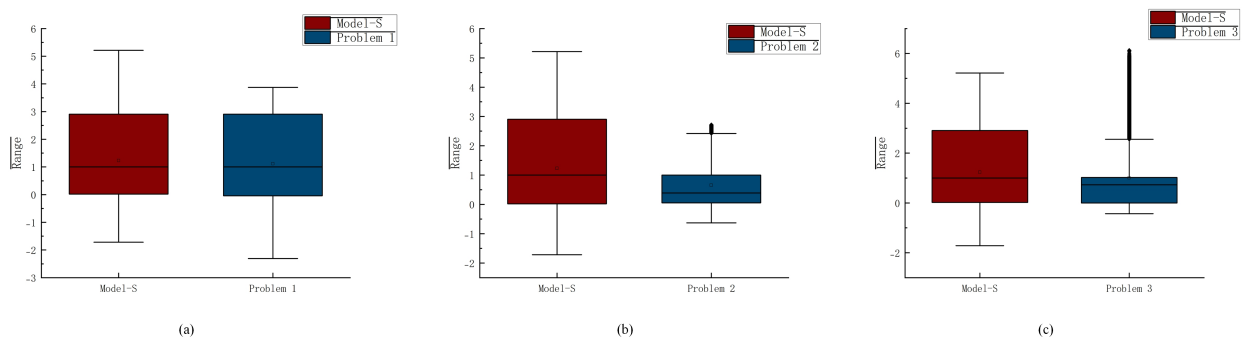 Model-S
Problem 1
6
5
4
3
2
1
0
-1
-2
-3
Range
Model-S
Problem 1
(a)
Model-S
Problem 2
6
5
4
3
2
1
0
-1
-2
Range
Model-S
Problem 2
(b)
Model-S
Problem 3
6
4
2
0
-2
Range
Model-S
Problem 3
(c)